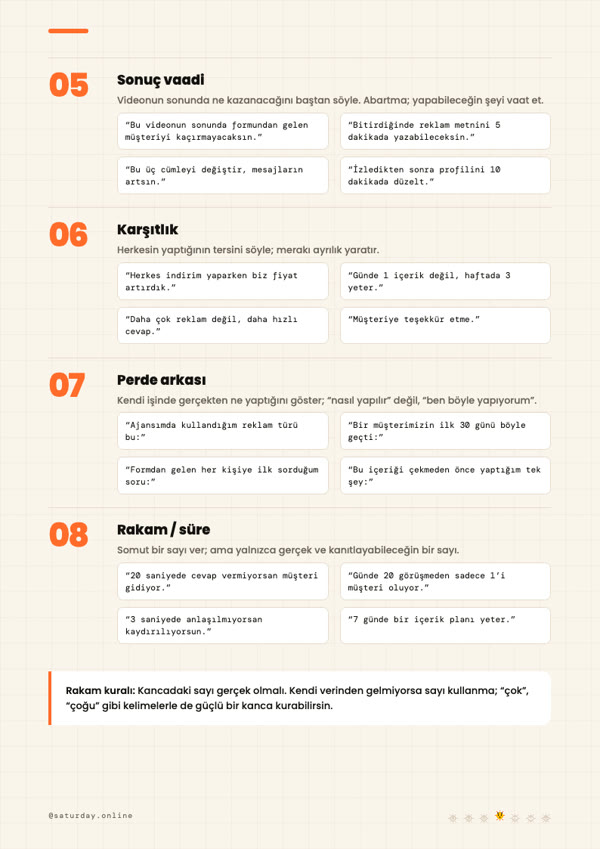 05
Sonuç vaadi
Videonun sonunda ne kazanacağını baştan söyle. Abartma; yapabileceğin şeyi vaat et.
“Bu videonun sonunda formundan gelen
müşteriyi kaçırmayacaksın.”
“Bitirdiğinde reklam metnini 5
dakikada yazabileceksin.”
“Bu üç cümleyi değiştir, mesajların
artsın.”
“İzledikten sonra profilini 10
dakikada düzelt.”
06
Karşıtlık
Herkesin yaptığının tersini söyle; merakı ayrılık yaratır.
“Herkes indirim yaparken biz fiyat
artırdık.”
“Günde 1 içerik değil, haftada 3
yeter.”
“Daha çok reklam değil, daha hızlı
cevap.”
“Müşteriye teşekkür etme.”
07
Perde arkası
Kendi işinde gerçekten ne yaptığını göster; “nasıl yapılır” değil, “ben böyle yapıyorum”.
“Ajansımda kullandığım reklam türü
bu:”
“Bir müşterimizin ilk 30 günü böyle
geçti:”
“Formdan gelen her kişiye ilk sorduğum
soru:”
“Bu içeriği çekmeden önce yaptığım tek
şey:”
08
Rakam / süre
Somut bir sayı ver; ama yalnızca gerçek ve kanıtlayabileceğin bir sayı.
“20 saniyede cevap vermiyorsan müşteri
gidiyor.”
“Günde 20 görüşmeden sadece 1’i
müşteri oluyor.”
“3 saniyede anlaşılmıyorsan
kaydırılıyorsun.”
“7 günde bir içerik planı yeter.”
Rakam kuralı: Kancadaki sayı gerçek olmalı. Kendi verinden gelmiyorsa sayı kullanma; “çok”,
“çoğu” gibi kelimelerle de güçlü bir kanca kurabilirsin.
@saturday.online